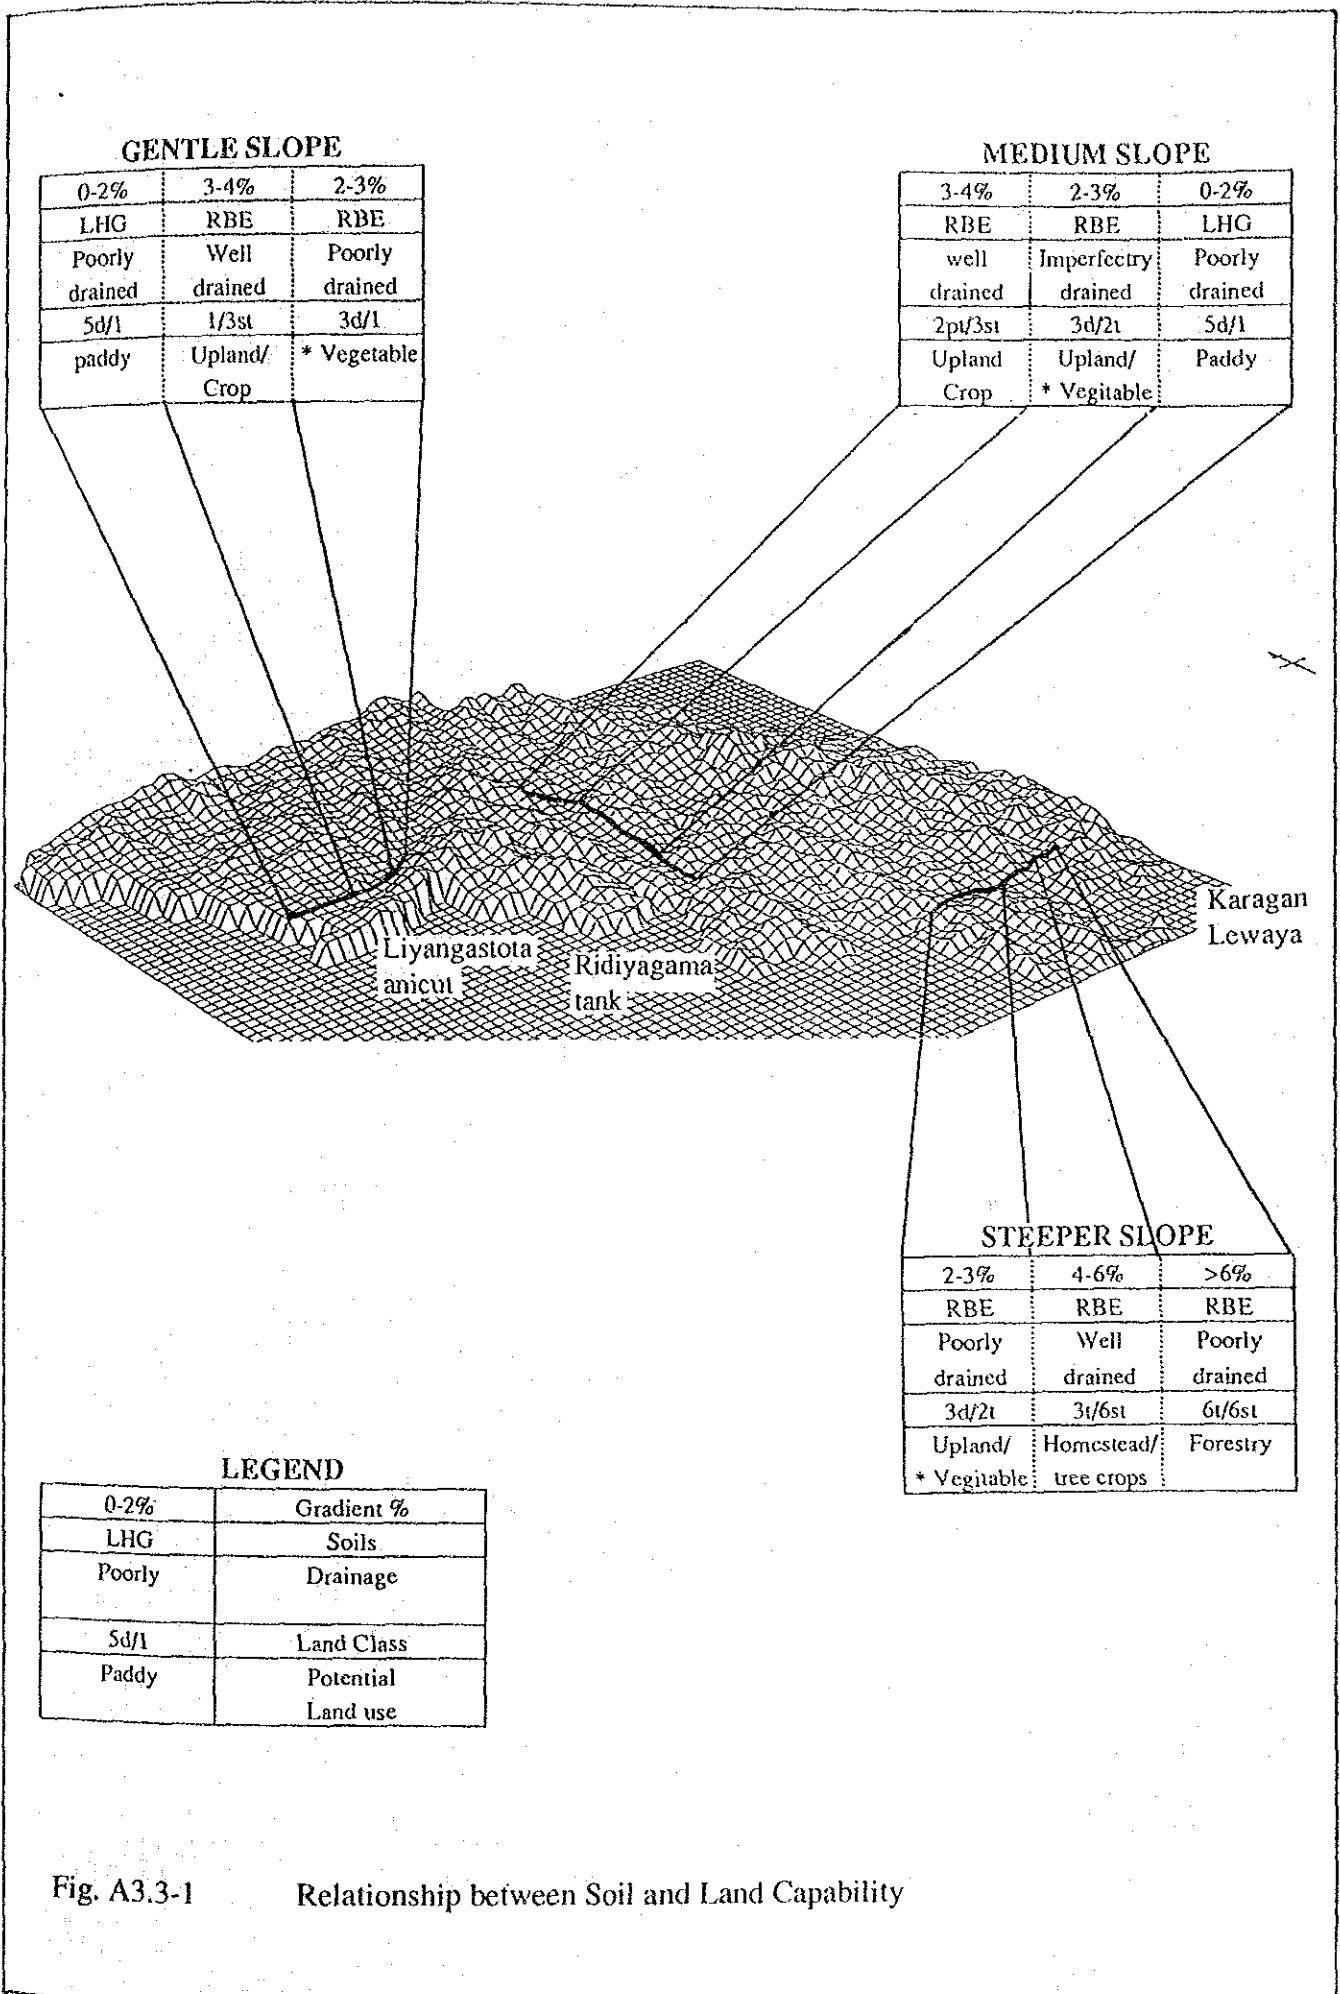 GENTLE SLOPE
0-2% 3-4% 2-3%
LHG RBE RBE
Poorly Well Poorly
drained drained drained
5d/1 1/3st 3d/1
paddy Upland/ * Vegetable
Crop
MEDIUM SLOPE
3-4% 2-3% 0-2%
RBE RBE LHG
well Imperfectry Poorly
drained drained drained
2pt/3st 3d/2t 5d/1
Upland Upland/ Paddy
Crop * Vegitable
Liyangastota
anicut
Ridiyagama
tank
Karagan
Lewaya
STEEPER SLOPE
2-3% 4-6% >6%
RBE RBE RBE
Poorly Well Poorly
drained drained drained
3d/2t 3t/6st 6t/6st
Upland/ Homestead/ Forestry
* Vegitable tree crops
LEGEND
0-2% Gradient %
LHG Soils
Poorly Drainage
5d/1 Land Class
Paddy Potential
Land use
Fig. A3.3-1 Relationship between Soil and Land Capability